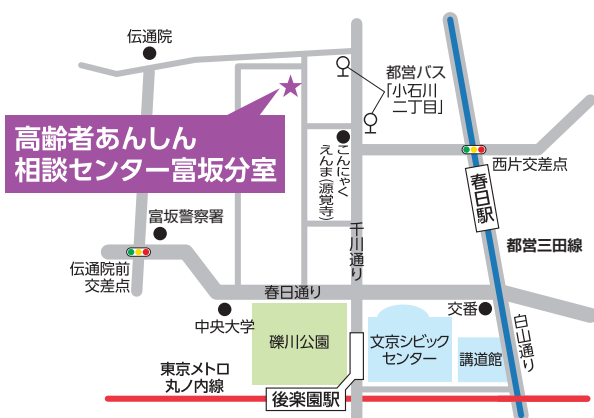 伝通院
都営バス
「小石川
二丁目」
高齢者あんしん
相談センター富坂分室
こんにゃく
えんま(源覚寺)
西片交差点
春日駅
富坂警察署
千川通り
都営三田線
伝通院前
交差点
春日通り
交番
中央大学
白山通り
礫川公園
文京シビック
センター
講道館
東京メトロ
丸ノ内線
後楽園駅